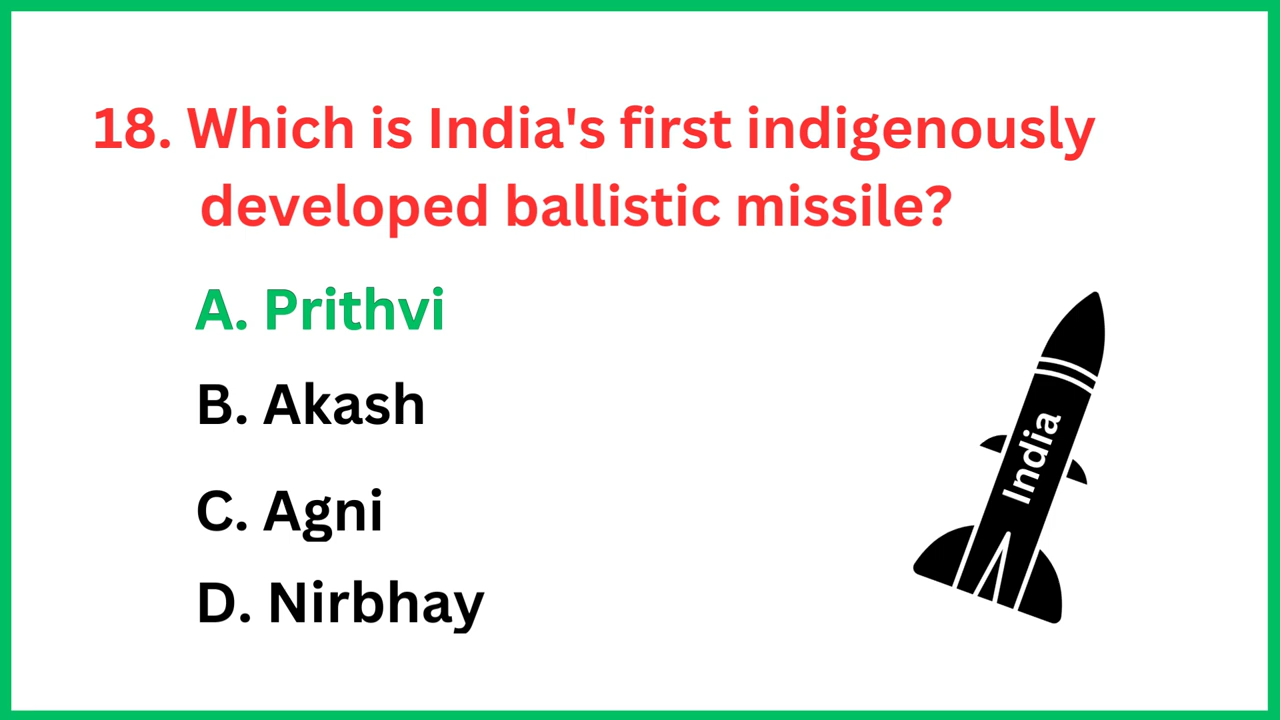 18. Which is India's first indigenously
developed ballistic missile?
A. Prithvi
B. Akash
C. Agni
D. Nirbhay
India